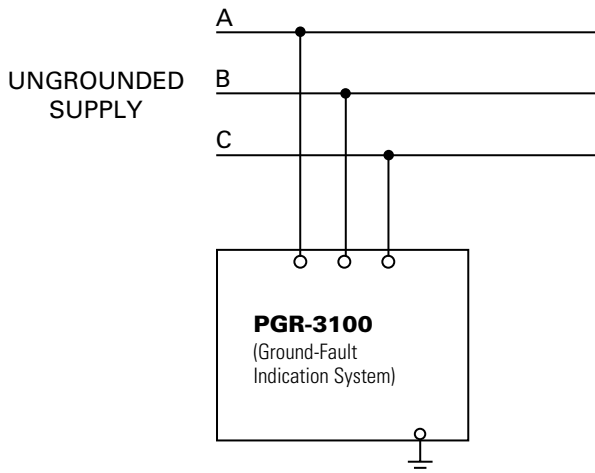 A
UNGROUNDED
SUPPLY
B
C
PGR-3100
(Ground-Fault
Indication System)